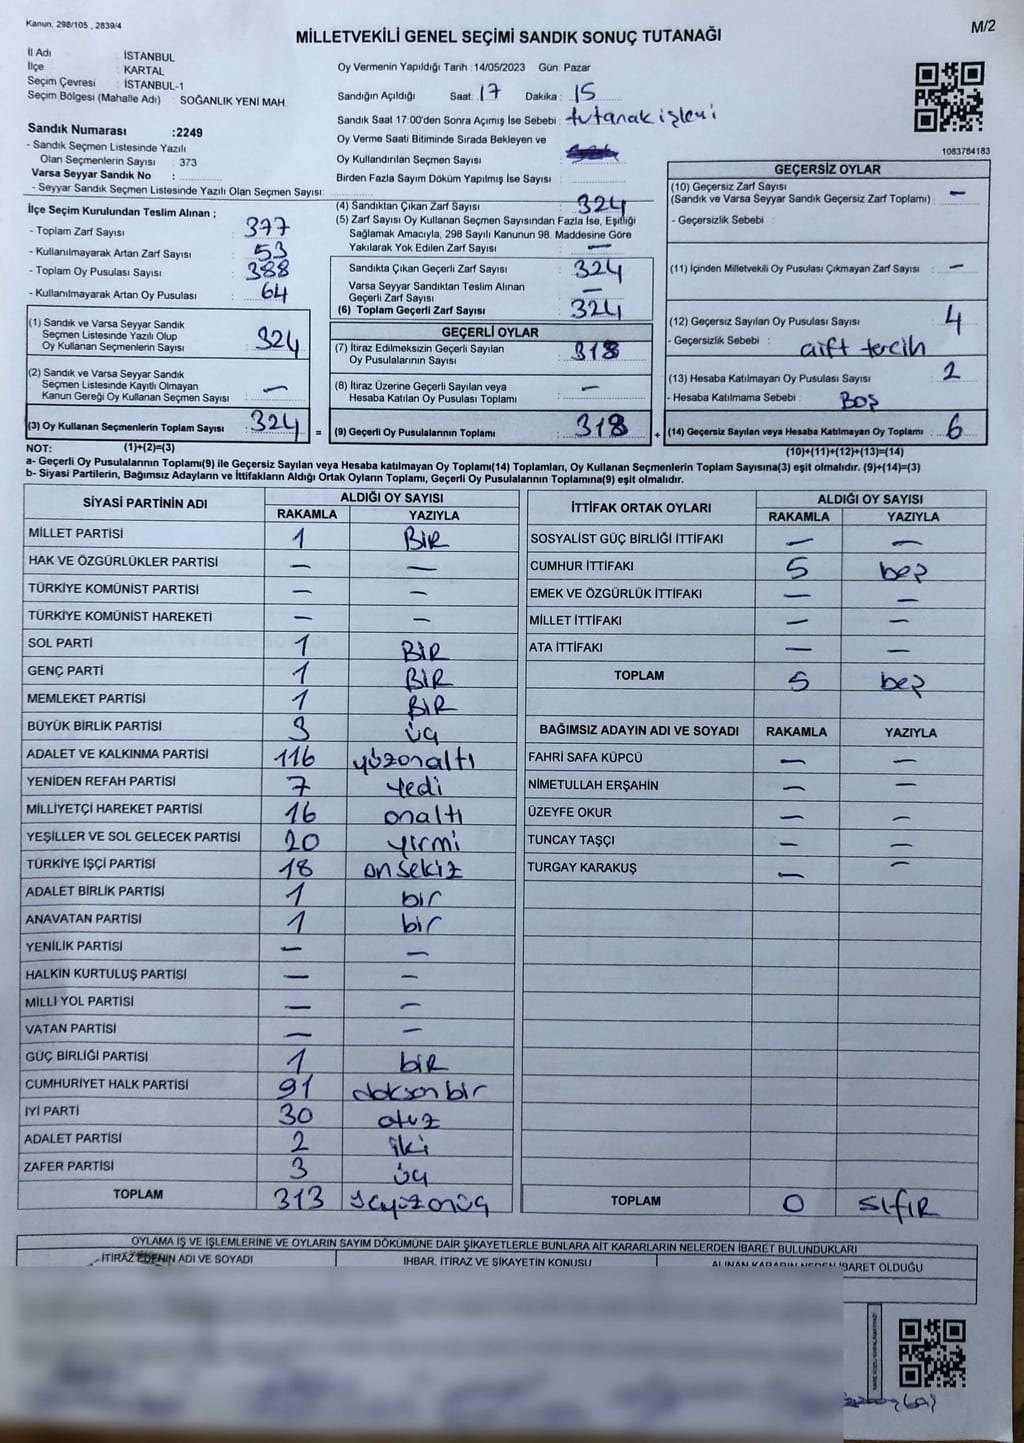 Kanun, 298/105 , 2839/4
M/2
MİLLETVEKİLİ GENEL SEÇİMİ SANDIK SONUÇ TUTANAĞI
İl Adı : İSTANBUL
İlçe : KARTAL
Seçim Çevresi : İSTANBUL-1
Seçim Bölgesi (Mahalle Adı) : SOĞANLIK YENİ MAH.
Sandık Numarası :2249
- Sandık Seçmen Listesinde Yazılı
Olan Seçmenlerin Sayısı : 373
Varsa Seyyar Sandık No :
- Seyyar Sandık Seçmen Listesinde Yazılı Olan Seçmen Sayısı:
Oy Vermenin Yapıldığı Tarih :14/05/2023 Gün: Pazar
Sandığın Açıldığı Saat: 17 Dakika : 15
Sandık Saat 17:00'den Sonra Açımış İse Sebebi : tutanak işlemi
Oy Verme Saati Bitiminde Sırada Bekleyen ve
Oy Kullandırılan Seçmen Sayısı :
Birden Fazla Sayım Döküm Yapılmış İse Sayısı :
1083784183
İlçe Seçim Kurulundan Teslim Alınan ;
- Toplam Zarf Sayısı : 377
- Kullanılmayarak Artan Zarf Sayısı : 53
- Toplam Oy Pusulası Sayısı : 388
- Kullanılmayarak Artan Oy Pusulası : 64
(1) Sandık ve Varsa Seyyar Sandık
Seçmen Listesinde Yazılı Olup
Oy Kullanan Seçmenlerin Sayısı : 324
(2) Sandık ve Varsa Seyyar Sandık
Seçmen Listesinde Kayıtlı Olmayan
Kanun Gereği Oy Kullanan Seçmen Sayısı : —
(3) Oy Kullanan Seçmenlerin Toplam Sayısı : 324 =
(4) Sandıktan Çıkan Zarf Sayısı : 324
(5) Zarf Sayısı Oy Kullanan Seçmen Sayısından Fazla İse, Eşitliği
Sağlamak Amacıyla, 298 Sayılı Kanunun 98. Maddesine Göre
Yakılarak Yok Edilen Zarf Sayısı : —
Sandıkta Çıkan Geçerli Zarf Sayısı : 324
Varsa Seyyar Sandıktan Teslim Alınan
Geçerli Zarf Sayısı : —
(6) Toplam Geçerli Zarf Sayısı : 324
GEÇERLİ OYLAR
(7) İtiraz Edilmeksizin Geçerli Sayılan
Oy Pusulalarının Sayısı : 318
(8) İtiraz Üzerine Geçerli Sayılan veya
Hesaba Katılan Oy Pusulası Toplamı : —
(9) Geçerli Oy Pusulalarının Toplamı : 318 +
GEÇERSİZ OYLAR
(10) Geçersiz Zarf Sayısı
(Sandık ve Varsa Seyyar Sandık Geçersiz Zarf Toplamı) : —
- Geçersizlik Sebebi :
(11) İçinden Milletvekili Oy Pusulası Çıkmayan Zarf Sayısı : —
(12) Geçersiz Sayılan Oy Pusulası Sayısı : 4
- Geçersizlik Sebebi : çift tercih
(13) Hesaba Katılmayan Oy Pusulası Sayısı : 2
- Hesaba Katılmama Sebebi : BOŞ
(14) Geçersiz Sayılan veya Hesaba Katılmayan Oy Toplamı : 6
NOT: (1)+(2)=(3)
(10)+(11)+(12)+(13)=(14)
a- Geçerli Oy Pusulalarının Toplamı(9) ile Geçersiz Sayılan veya Hesaba katılmayan Oy Toplamı(14) Toplamları, Oy Kullanan Seçmenlerin Toplam Sayısına(3) eşit olmalıdır. (9)+(14)=(3)
b- Siyasi Partilerin, Bağımsız Adayların ve İttifakların Aldığı Ortak Oyların Toplamı, Geçerli Oy Pusulalarının Toplamına(9) eşit olmalıdır.
SİYASİ PARTİNİN ADI ALDIĞI OY SAYISI
RAKAMLA YAZIYLA
MİLLET PARTİSİ 1 BİR
HAK VE ÖZGÜRLÜKLER PARTİSİ — —
TÜRKİYE KOMÜNİST PARTİSİ — —
TÜRKİYE KOMÜNİST HAREKETİ — —
SOL PARTİ 1 BİR
GENÇ PARTİ 1 BİR
MEMLEKET PARTİSİ 1 BİR
BÜYÜK BİRLİK PARTİSİ 3 üç
ADALET VE KALKINMA PARTİSİ 116 yüzonaltı
YENİDEN REFAH PARTİSİ 7 yedi
MİLLİYETÇİ HAREKET PARTİSİ 16 onaltı
YEŞİLLER VE SOL GELECEK PARTİSİ 20 yirmi
TÜRKİYE İŞÇİ PARTİSİ 18 onsekiz
ADALET BİRLİK PARTİSİ 1 bir
ANAVATAN PARTİSİ 1 bir
YENİLİK PARTİSİ — —
HALKIN KURTULUŞ PARTİSİ — —
MİLLİ YOL PARTİSİ — —
VATAN PARTİSİ — —
GÜÇ BİRLİĞİ PARTİSİ 1 bir
CUMHURİYET HALK PARTİSİ 91 doksanbir
İYİ PARTİ 30 otuz
ADALET PARTİSİ 2 iki
ZAFER PARTİSİ 3 üç
TOPLAM 313 üçyüzonüç
İTTİFAK ORTAK OYLARI ALDIĞI OY SAYISI
RAKAMLA YAZIYLA
SOSYALİST GÜÇ BİRLİĞİ İTTİFAKI — —
CUMHUR İTTİFAKI 5 beş
EMEK VE ÖZGÜRLÜK İTTİFAKI — —
MİLLET İTTİFAKI — —
ATA İTTİFAKI — —
TOPLAM 5 beş
BAĞIMSIZ ADAYIN ADI VE SOYADI RAKAMLA YAZIYLA
FAHRİ SAFA KÜPCÜ — —
NİMETULLAH ERŞAHİN — —
ÜZEYFE OKUR — —
TUNCAY TAŞÇI — —
TURGAY KARAKUŞ — —
TOPLAM 0 SIFIR
OYLAMA İŞ VE İŞLEMLERİNE VE OYLARIN SAYIM DÖKÜMÜNE DAİR ŞİKAYETLERLE BUNLARA AİT KARARLARIN NELERDEN İBARET BULUNDUKLARI
İTİRAZ EDENİN ADI VE SOYADI İHBAR, İTİRAZ VE ŞİKAYETİN KONUSU ALINAN KARARIN NEDEN İBARET OLDUĞU